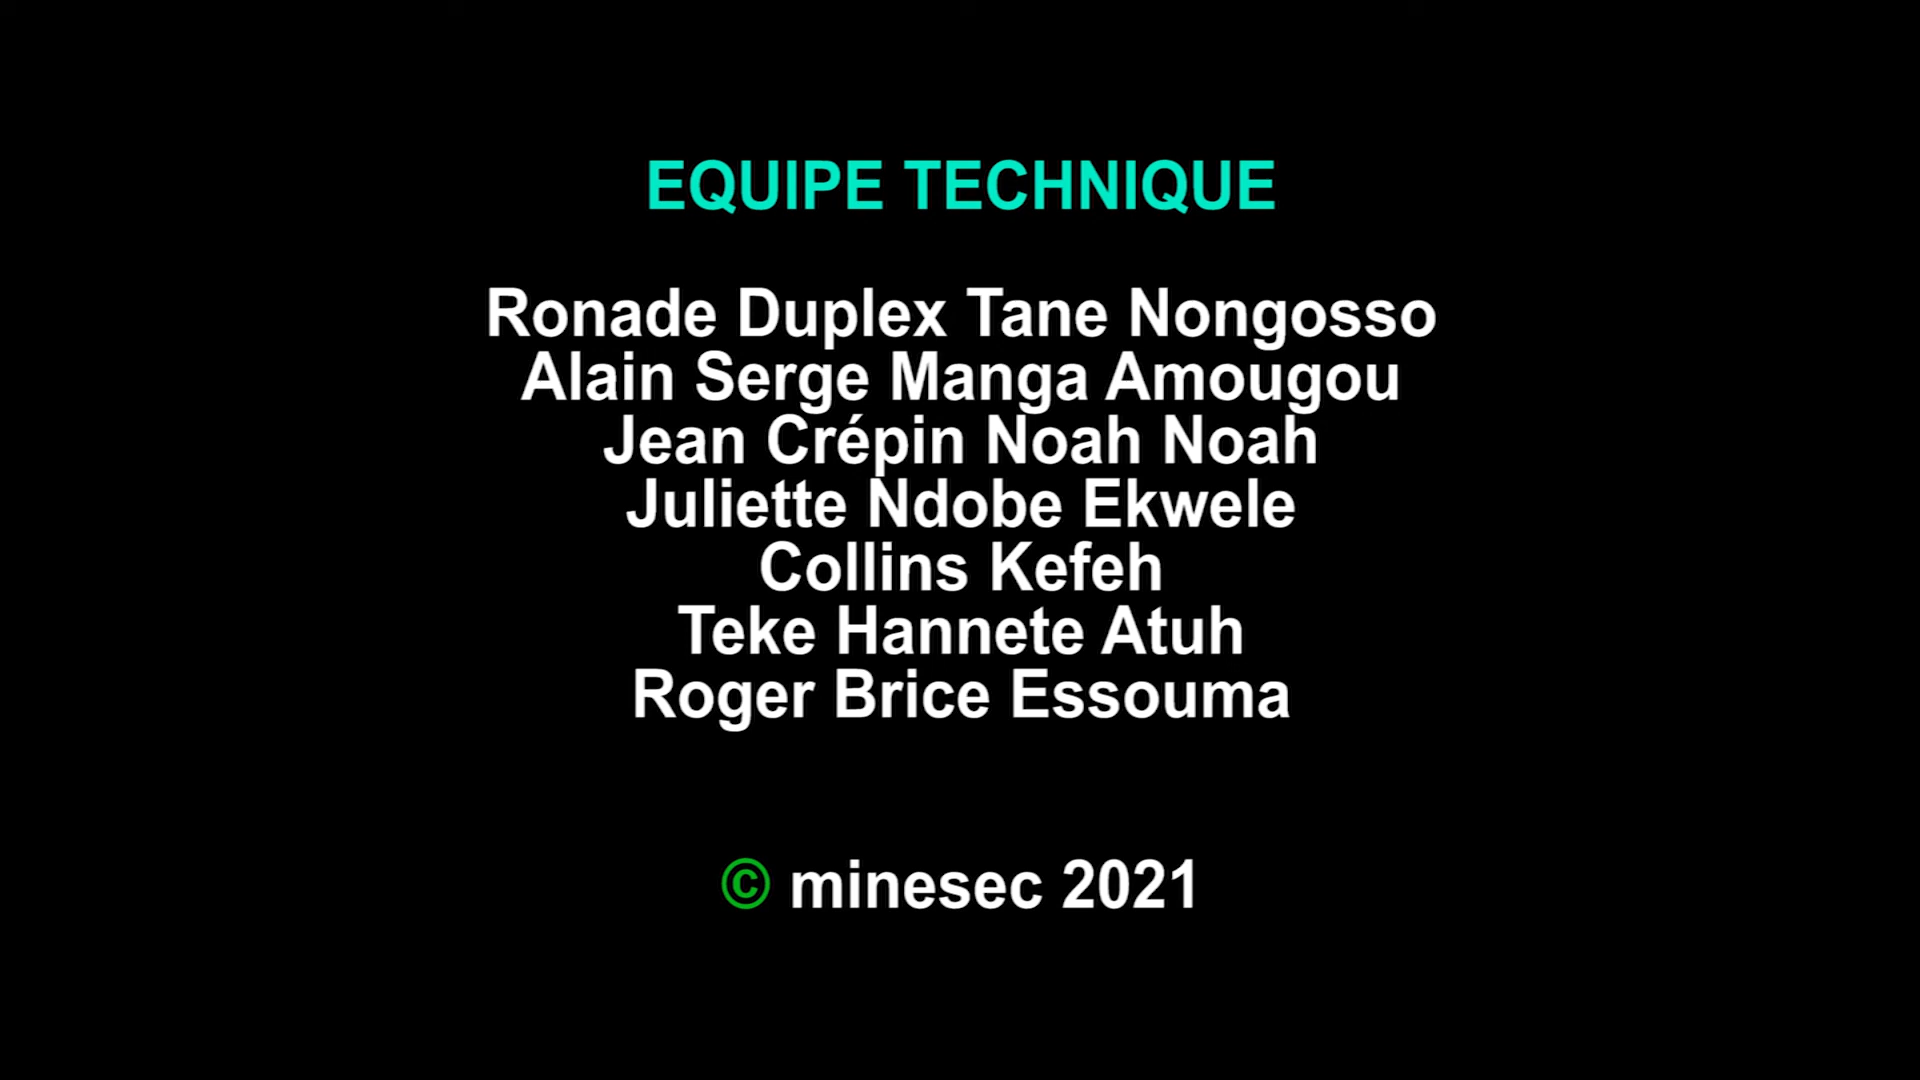 EQUIPE TECHNIQUE
Ronade Duplex Tane Nongosso
Alain Serge Manga Amougou
Jean Crépin Noah Noah
Juliette Ndobe Ekwele
Collins Kefeh
Teke Hannete Atuh
Roger Brice Essouma
© minesec 2021